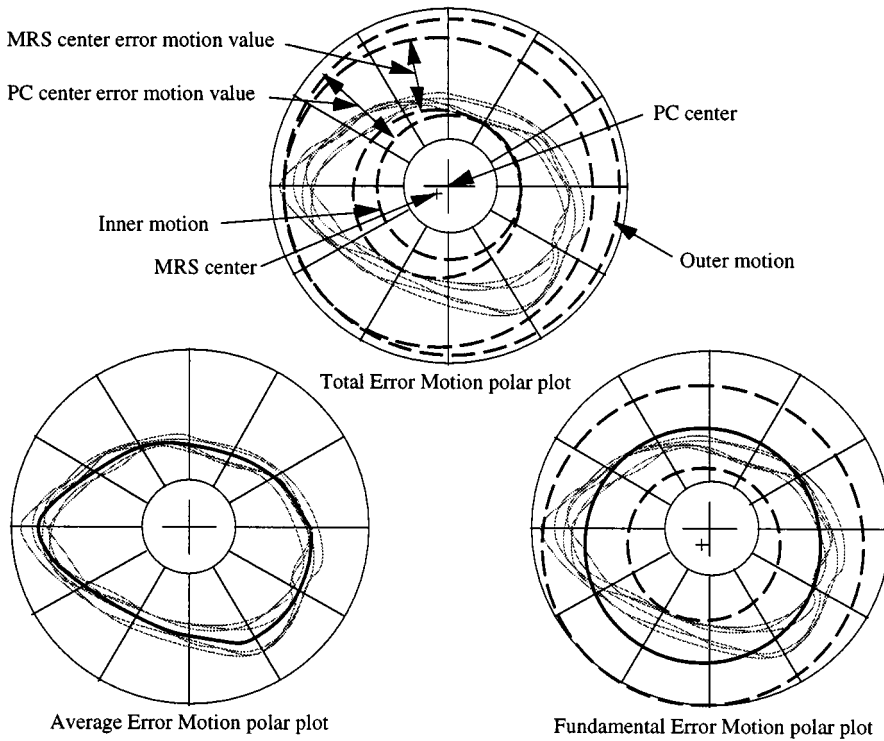 MRS center error motion value
PC center error motion value
PC center
Inner motion
MRS center
Outer motion
Total Error Motion polar plot
Average Error Motion polar plot
Fundamental Error Motion polar plot